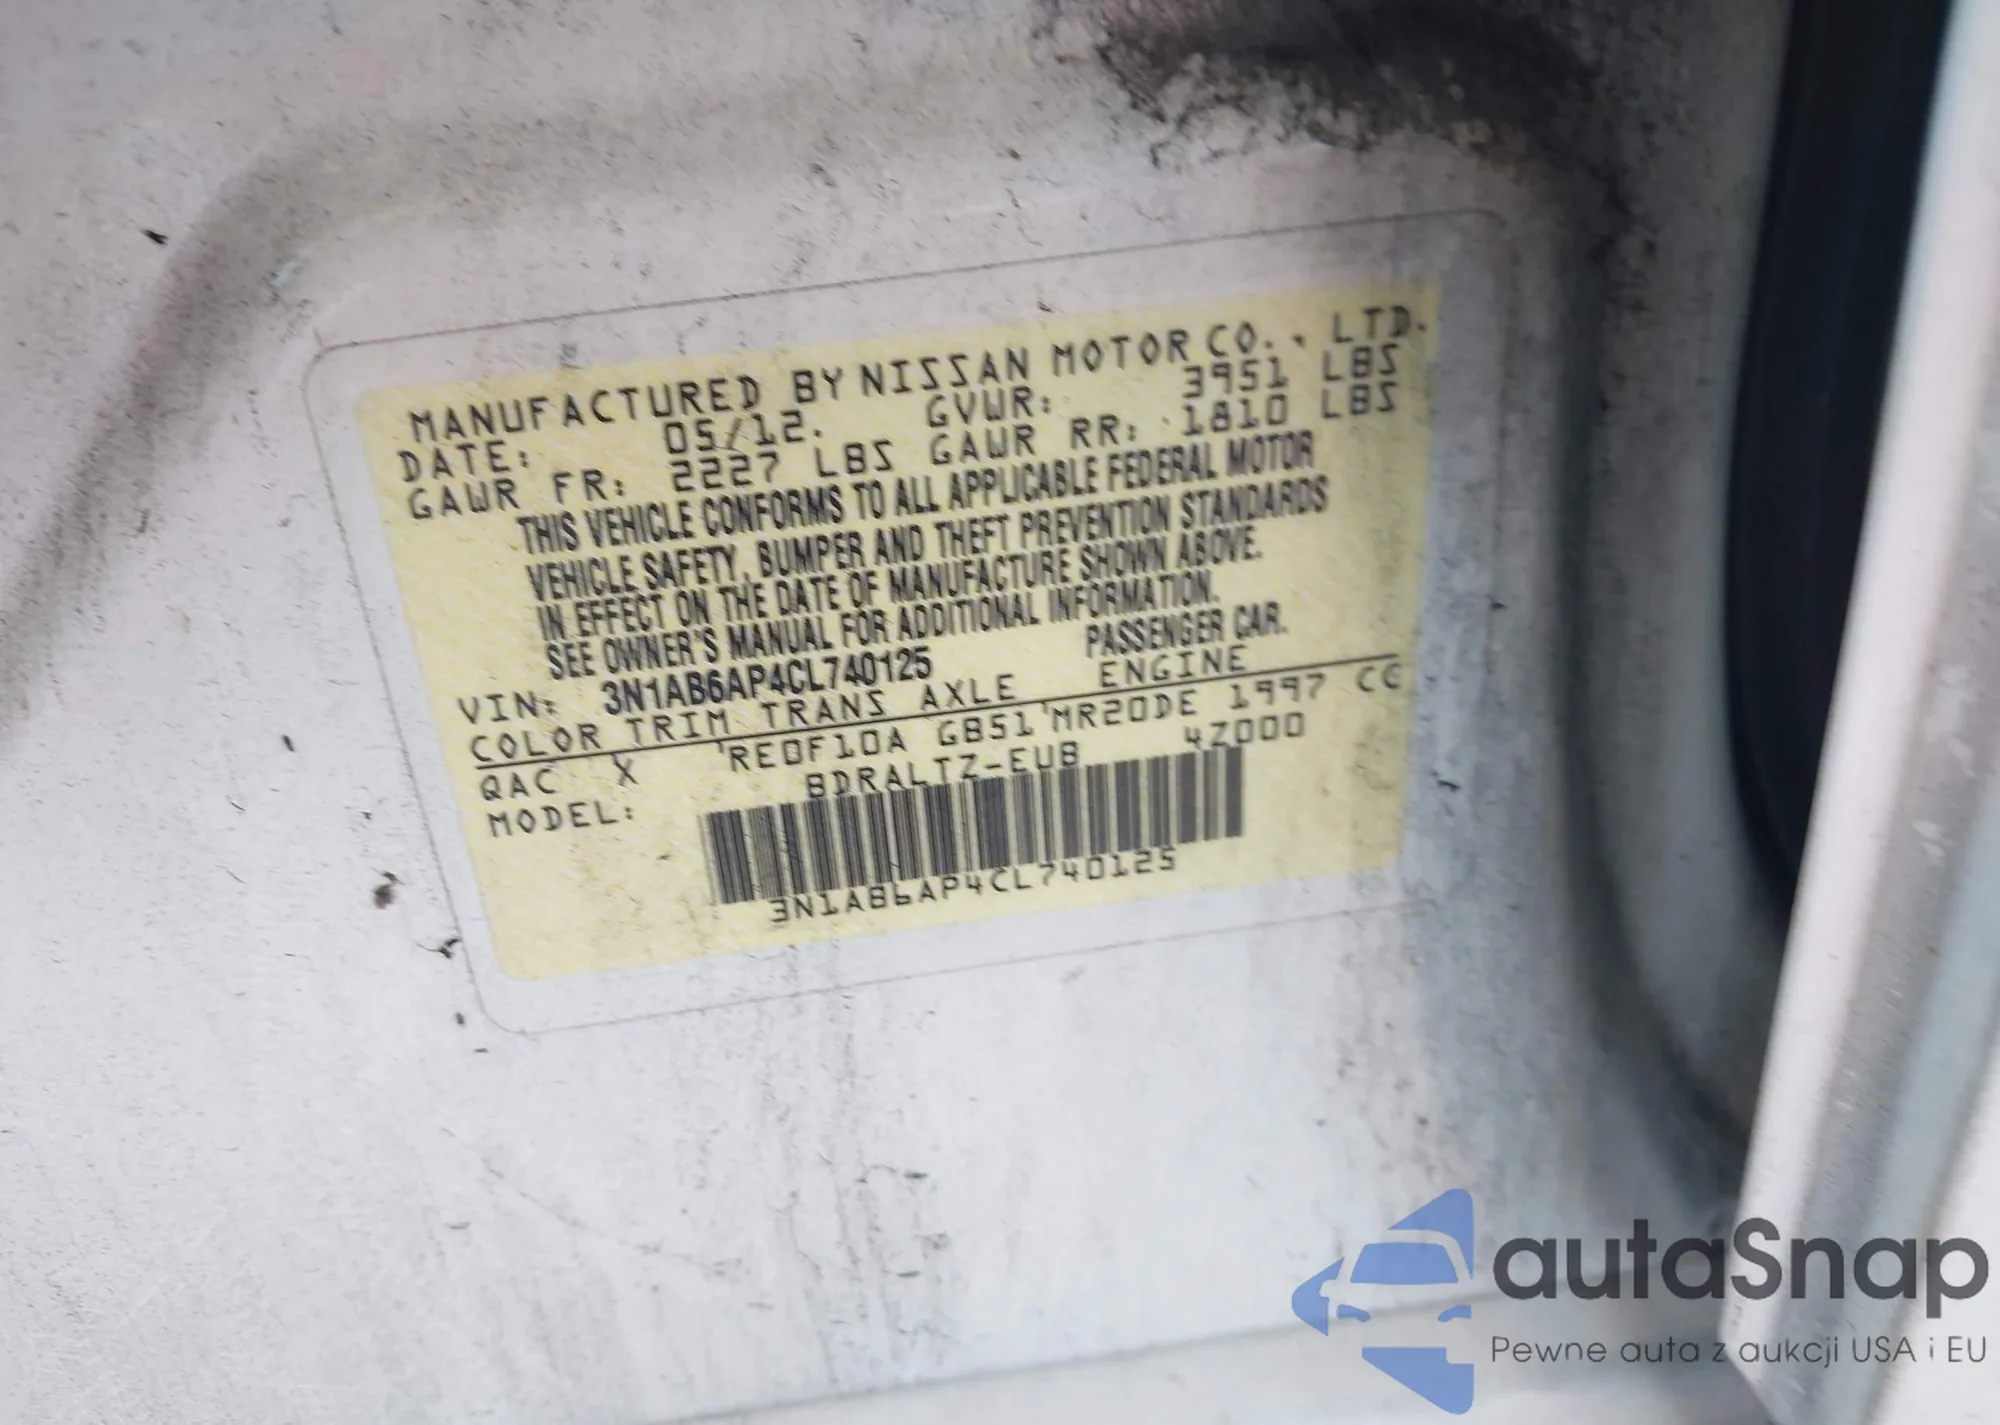 MANUFACTURED BY NISSAN MOTOR CO., LTD.
DATE: 05/12. GVWR: 3951 LBS
GAWR FR: 2227 LBS GAWR RR: 1810 LBS
THIS VEHICLE CONFORMS TO ALL APPLICABLE FEDERAL MOTOR
VEHICLE SAFETY, BUMPER AND THEFT PREVENTION STANDARDS
IN EFFECT ON THE DATE OF MANUFACTURE SHOWN ABOVE.
SEE OWNER'S MANUAL FOR ADDITIONAL INFORMATION.
VIN: 3N1AB6AP4CL740125 PASSENGER CAR.
COLOR TRIM TRANS AXLE ENGINE
QAC X RE0F10A GB51 MR20DE 1997 CC
MODEL: BDRALTZ-EUB 4Z000
3N1AB6AP4CL740125
autaSnap
Pewne auta z aukcji USA i EU